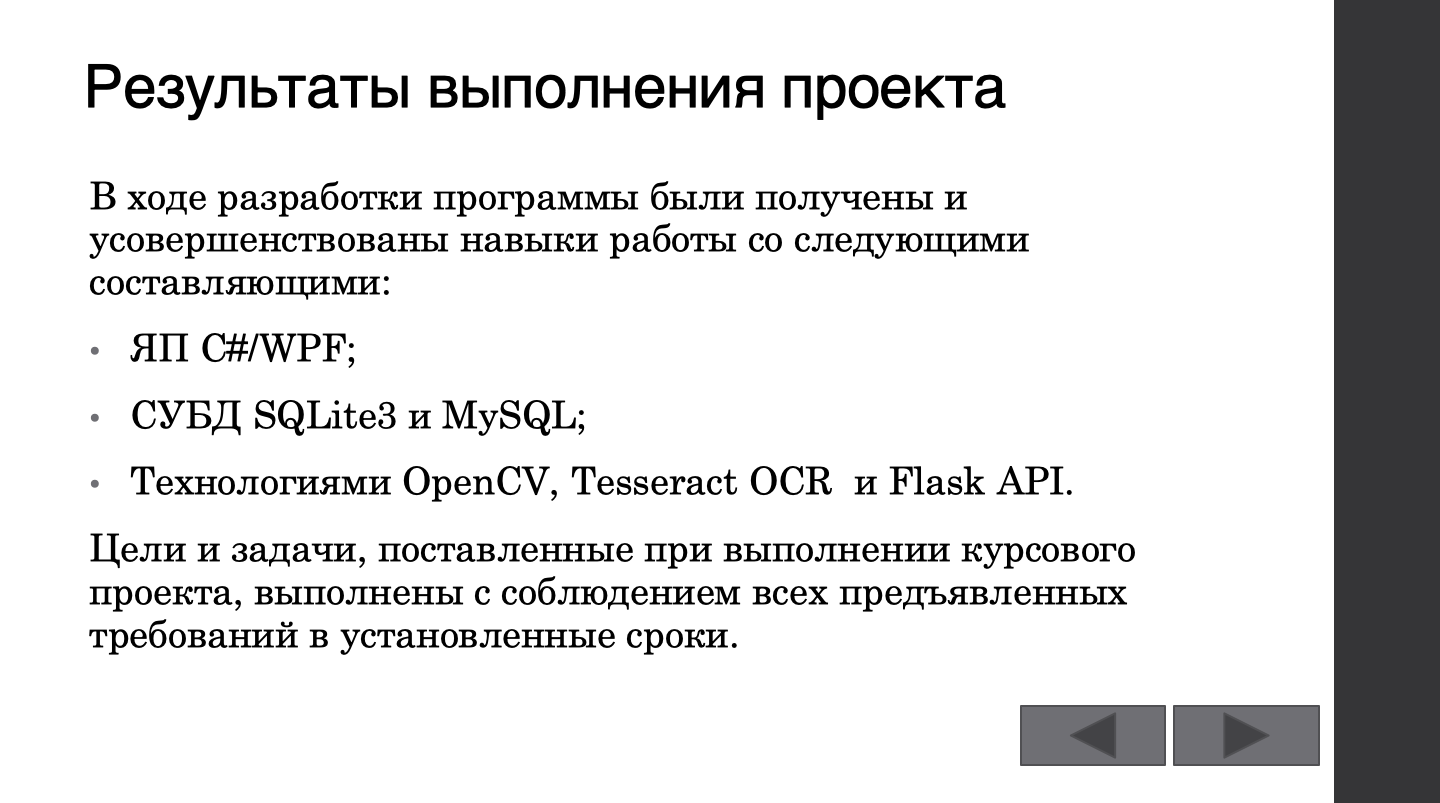 Результаты выполнения проекта
В ходе разработки программы были получены и
усовершенствованы навыки работы со следующими
составляющими:
• ЯП C#/WPF;
• СУБД SQLite3 и MySQL;
• Технологиями OpenCV, Tesseract OCR  и Flask API.
Цели и задачи, поставленные при выполнении курсового
проекта, выполнены с соблюдением всех предъявленных
требований в установленные сроки.